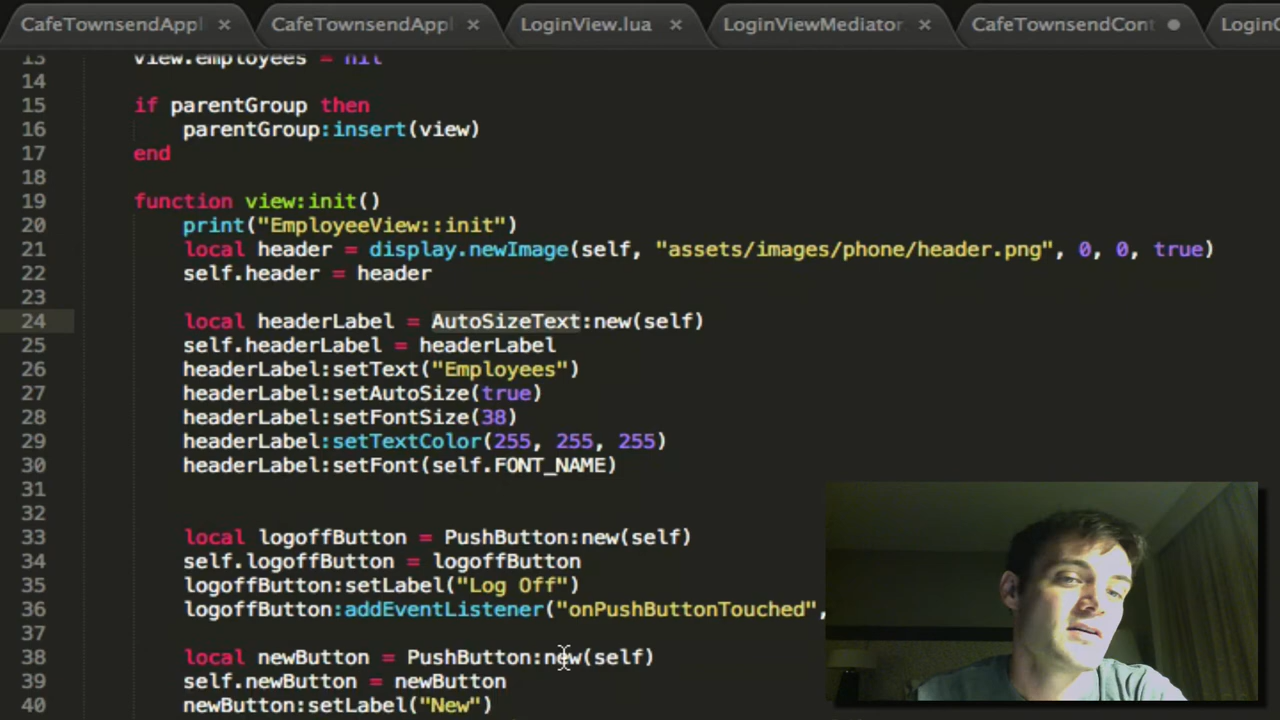 CafeTownsendAppl × CafeTownsendAppl × LoginView.lua × LoginViewMediator × CafeTownsendCont LoginC
13 view.employees = nil
14
15 if parentGroup then
16 parentGroup:insert(view)
17 end
18
19 function view:init()
20 print("EmployeeView::init")
21 local header = display.newImage(self, "assets/images/phone/header.png", 0, 0, true)
22 self.header = header
23
24 local headerLabel = AutoSizeText:new(self)
25 self.headerLabel = headerLabel
26 headerLabel:setText("Employees")
27 headerLabel:setAutoSize(true)
28 headerLabel:setFontSize(38)
29 headerLabel:setTextColor(255, 255, 255)
30 headerLabel:setFont(self.FONT_NAME)
31
32
33 local logoffButton = PushButton:new(self)
34 self.logoffButton = logoffButton
35 logoffButton:setLabel("Log Off")
36 logoffButton:addEventListener("onPushButtonTouched",
37
38 local newButton = PushButton:new(self)
39 self.newButton = newButton
40 newButton:setLabel("New")